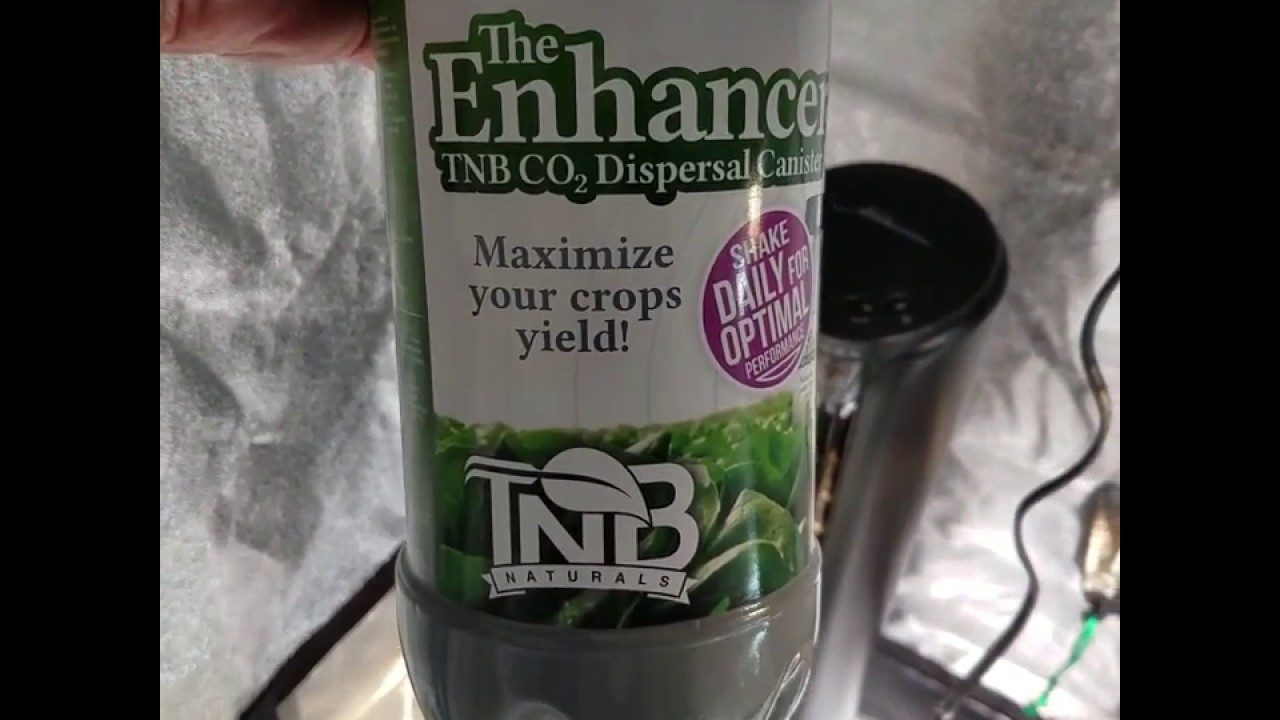 The
Enhancer
TNB CO₂ Dispersal Canister
Maximize
your crops
yield!
SHAKE
DAILY FOR
OPTIMAL
PERFORMANCE
TNB
NATURALS